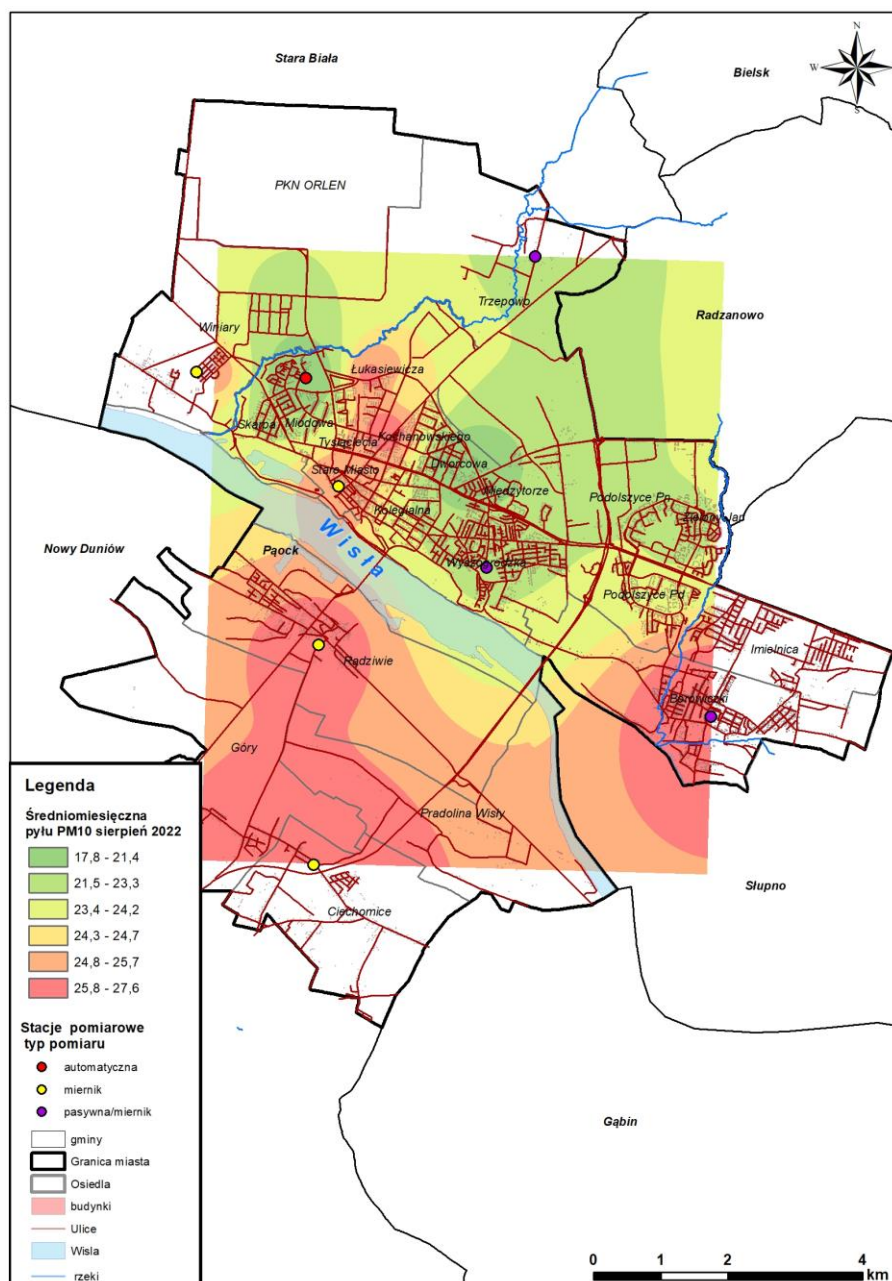 Stara Biała
Bielsk
N
W
E
S
PKN ORLEN
Trzepowo
Radzanowo
Winiary
Łukasiewicza
Skarpa
Miodowa
Tysiąclecia
Kochanowskiego
Stare Miasto
Dworcowa
Międzytorze
Podolszyce Pn
Zielony Jar
Kolegialna
Wisła
Nowy Duniów
Pąock
Wyszogrodzka
Podolszyce Pd
Imielnica
Radziwie
Borowiczki
Góry
Pradolina Wisły
Słupno
Ciechomice
Gąbin
Legenda
Średniomiesięczna
pyłu PM10 sierpień 2022
17,8 - 21,4
21,5 - 23,3
23,4 - 24,2
24,3 - 24,7
24,8 - 25,7
25,8 - 27,6
Stacje pomiarowe
typ pomiaru
automatyczna
miernik
pasywna/miernik
gminy
Granica miasta
Osiedla
budynki
Ulice
Wisla
rzeki
0 1 2 4
km